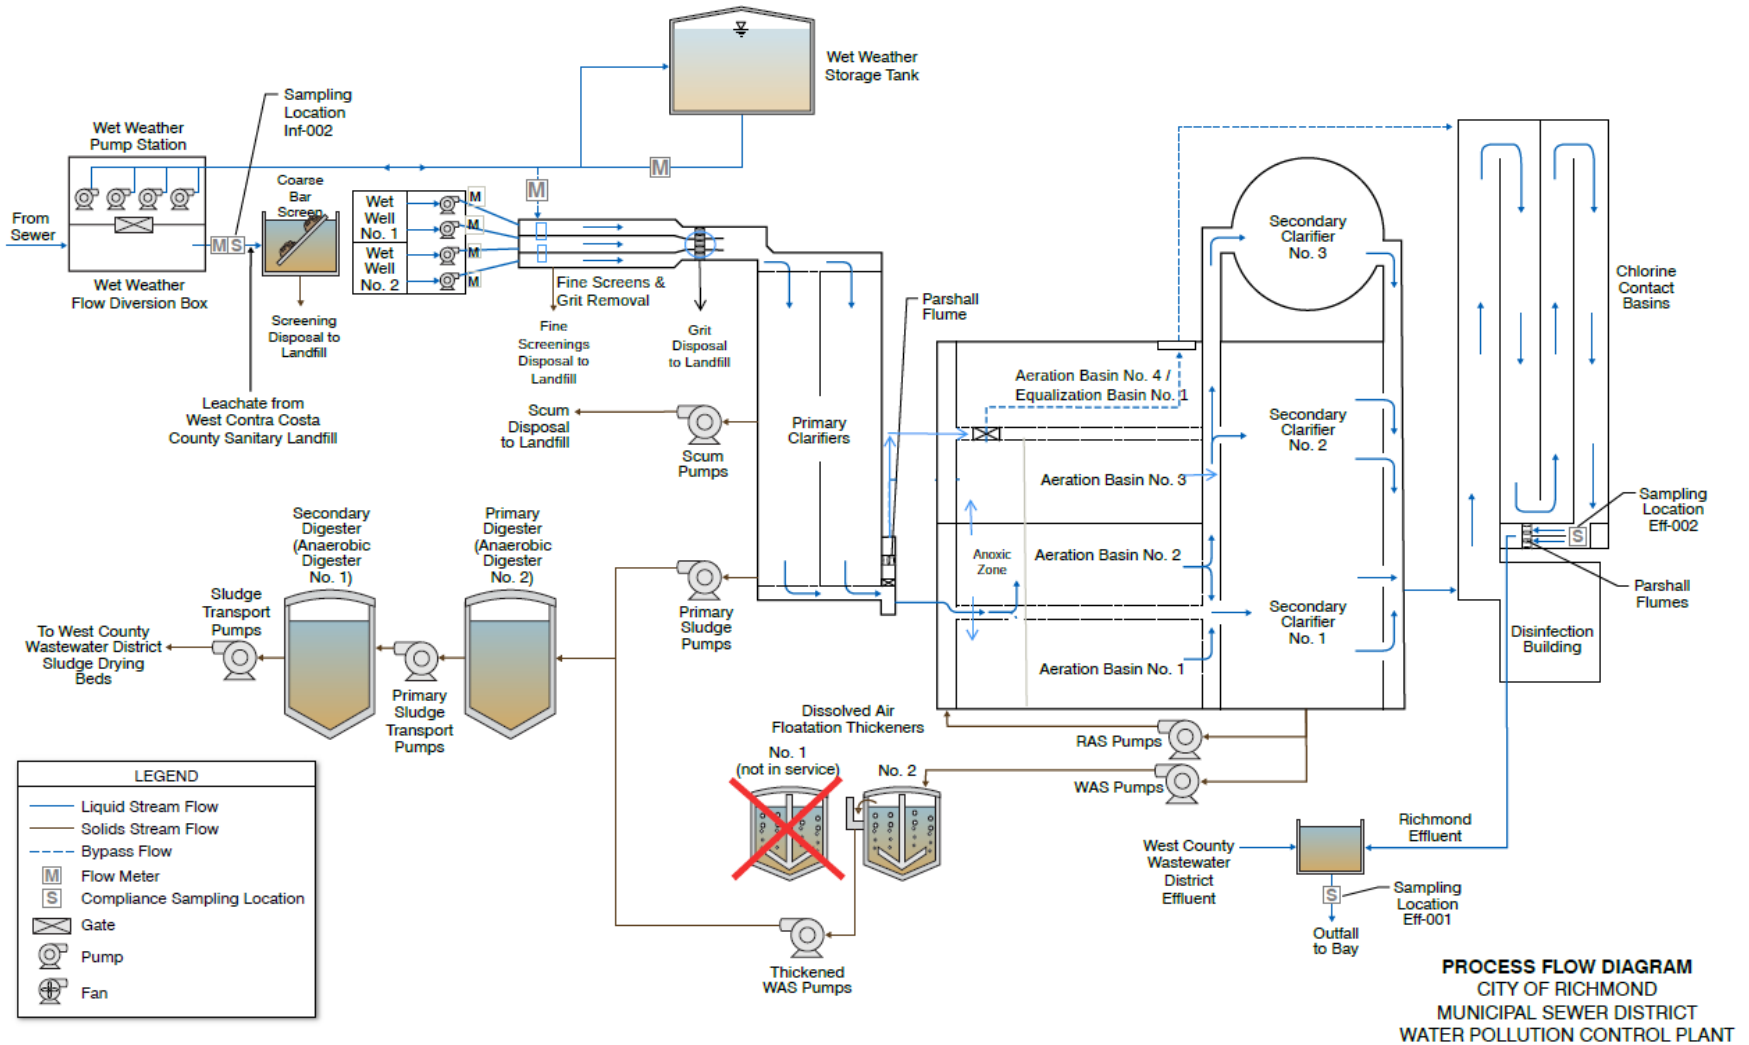 Wet Weather
Storage Tank
Sampling
Location
Inf-002
Wet Weather
Pump Station
From
Sewer
M
S
Wet Weather
Flow Diversion Box
Coarse
Bar
Screen
Screening
Disposal to
Landfill
Leachate from
West Contra Costa
County Sanitary Landfill
Wet
Well
No. 1
Wet
Well
No. 2
M
M
M
M
M
M
Fine Screens &
Grit Removal
Fine
Screenings
Disposal to
Landfill
Grit
Disposal
to Landfill
Scum
Disposal
to Landfill
Scum
Pumps
Primary
Clarifiers
Parshall
Flume
Primary
Sludge
Pumps
Aeration Basin No. 4 /
Equalization Basin No. 1
Aeration Basin No. 3
Aeration Basin No. 2
Anoxic
Zone
Aeration Basin No. 1
Secondary
Clarifier
No. 3
Secondary
Clarifier
No. 2
Secondary
Clarifier
No. 1
Chlorine
Contact
Basins
Sampling
Location
Eff-002
S
Parshall
Flumes
Disinfection
Building
Secondary
Digester
(Anaerobic
Digester
No. 1)
Primary
Digester
(Anaerobic
Digester
No. 2)
Sludge
Transport
Pumps
To West County
Wastewater District
Sludge Drying
Beds
Primary
Sludge
Transport
Pumps
Dissolved Air
Floatation Thickeners
No. 1
(not in service)
No. 2
RAS Pumps
WAS Pumps
Thickened
WAS Pumps
Richmond
Effluent
West County
Wastewater
District
Effluent
S
Sampling
Location
Eff-001
Outfall
to Bay
LEGEND
Liquid Stream Flow
Solids Stream Flow
Bypass Flow
M Flow Meter
S Compliance Sampling Location
Gate
Pump
Fan
PROCESS FLOW DIAGRAM
CITY OF RICHMOND
MUNICIPAL SEWER DISTRICT
WATER POLLUTION CONTROL PLANT